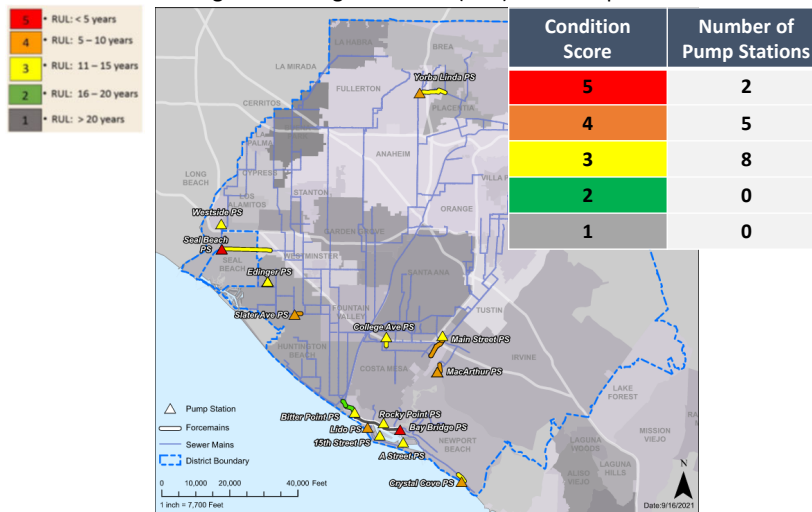 5 • RUL: < 5 years
4 • RUL: 5 – 10 years
3 • RUL: 11 – 15 years
2 • RUL: 16 – 20 years
1 • RUL: > 20 years
Condition Score Number of Pump Stations
5 2
4 5
3 8
2 0
1 0
LA HABRA
BREA
LA MIRADA
Yorba Linda PS
FULLERTON
PLACENTIA
CERRITOS
ANAHEIM
LONG BEACH
CYPRESS
STANTON
LOS ALAMITOS
ORANGE
Westside PS
GARDEN GROVE
Seal Beach PS
SEAL BEACH
WESTMINSTER
SANTA ANA
Edinger PS
TUSTIN
Slater Ave PS
FOUNTAIN VALLEY
College Ave PS
Main Street PS
HUNTINGTON BEACH
IRVINE
COSTA MESA
MacArthur PS
LAKE FOREST
Bitter Point PS
Rocky Point PS
Lido PS
Bay Bridge PS
15th Street PS
A Street PS
NEWPORT BEACH
MISSION VIEJO
LAGUNA WOODS
LAGUNA HILLS
ALISO VIEJO
Crystal Cove PS
Pump Station
Forcemains
Sewer Mains
District Boundary
0 10,000 20,000 40,000 Feet
1 inch = 7,700 Feet
N
Date:9/16/2021